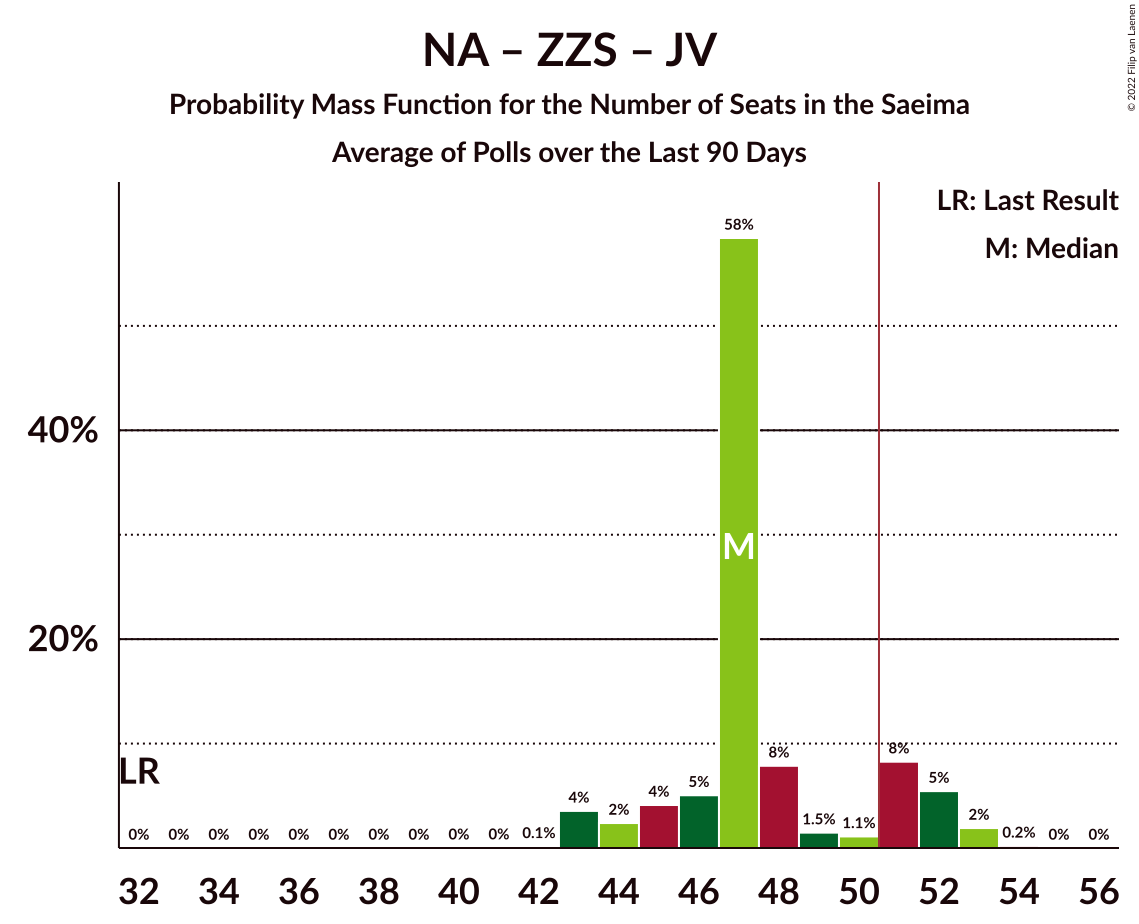 NA – ZZS – JV
Probability Mass Function for the Number of Seats in the Saeima
Average of Polls over the Last 90 Days
© 2022 Filip van Laenen
LR: Last Result
M: Median
58%
40%
M
20%
LR
0% 0% 0% 0% 0% 0% 0% 0% 0% 0% 0.1% 4% 2% 4% 5% 8% 1.5% 1.1% 8% 5% 2% 0.2% 0% 0%
32 34 36 38 40 42 44 46 48 50 52 54 56